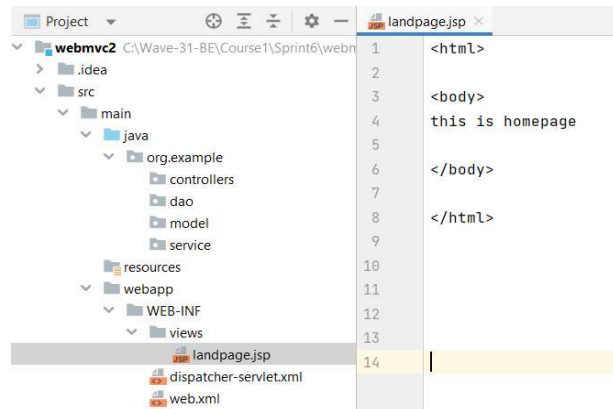 Project
webmvc2 C:\Wave-31-BE\Course1\Sprint6\webm
.idea
src
main
java
org.example
controllers
dao
model
service
resources
webapp
WEB-INF
views
landpage.jsp
dispatcher-servlet.xml
web.xml
landpage.jsp
1 <html>
2
3 <body>
4 this is homepage
5
6 </body>
7
8 </html>
9
10
11
12
13
14